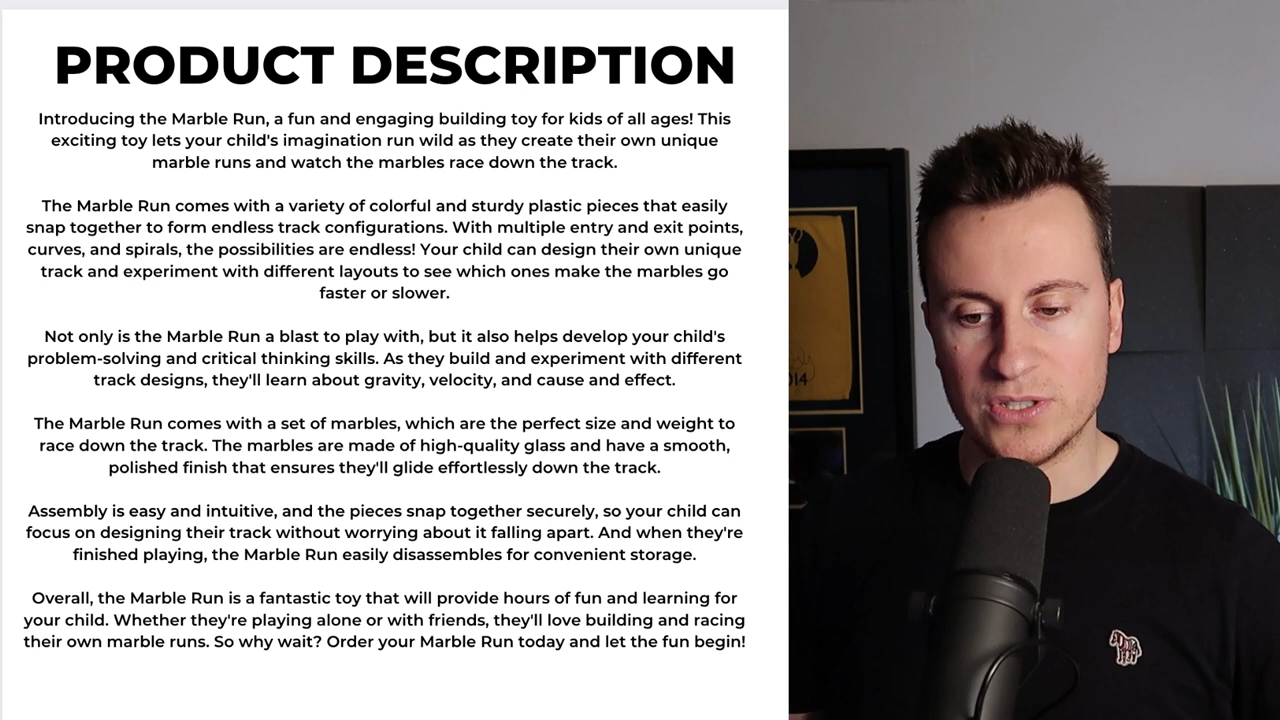 PRODUCT DESCRIPTION
Introducing the Marble Run, a fun and engaging building toy for kids of all ages! This
exciting toy lets your child's imagination run wild as they create their own unique
marble runs and watch the marbles race down the track.
The Marble Run comes with a variety of colorful and sturdy plastic pieces that easily
snap together to form endless track configurations. With multiple entry and exit points,
curves, and spirals, the possibilities are endless! Your child can design their own unique
track and experiment with different layouts to see which ones make the marbles go
faster or slower.
Not only is the Marble Run a blast to play with, but it also helps develop your child's
problem-solving and critical thinking skills. As they build and experiment with different
track designs, they'll learn about gravity, velocity, and cause and effect.
The Marble Run comes with a set of marbles, which are the perfect size and weight to
race down the track. The marbles are made of high-quality glass and have a smooth,
polished finish that ensures they'll glide effortlessly down the track.
Assembly is easy and intuitive, and the pieces snap together securely, so your child can
focus on designing their track without worrying about it falling apart. And when they're
finished playing, the Marble Run easily disassembles for convenient storage.
Overall, the Marble Run is a fantastic toy that will provide hours of fun and learning for
your child. Whether they're playing alone or with friends, they'll love building and racing
their own marble runs. So why wait? Order your Marble Run today and let the fun begin!